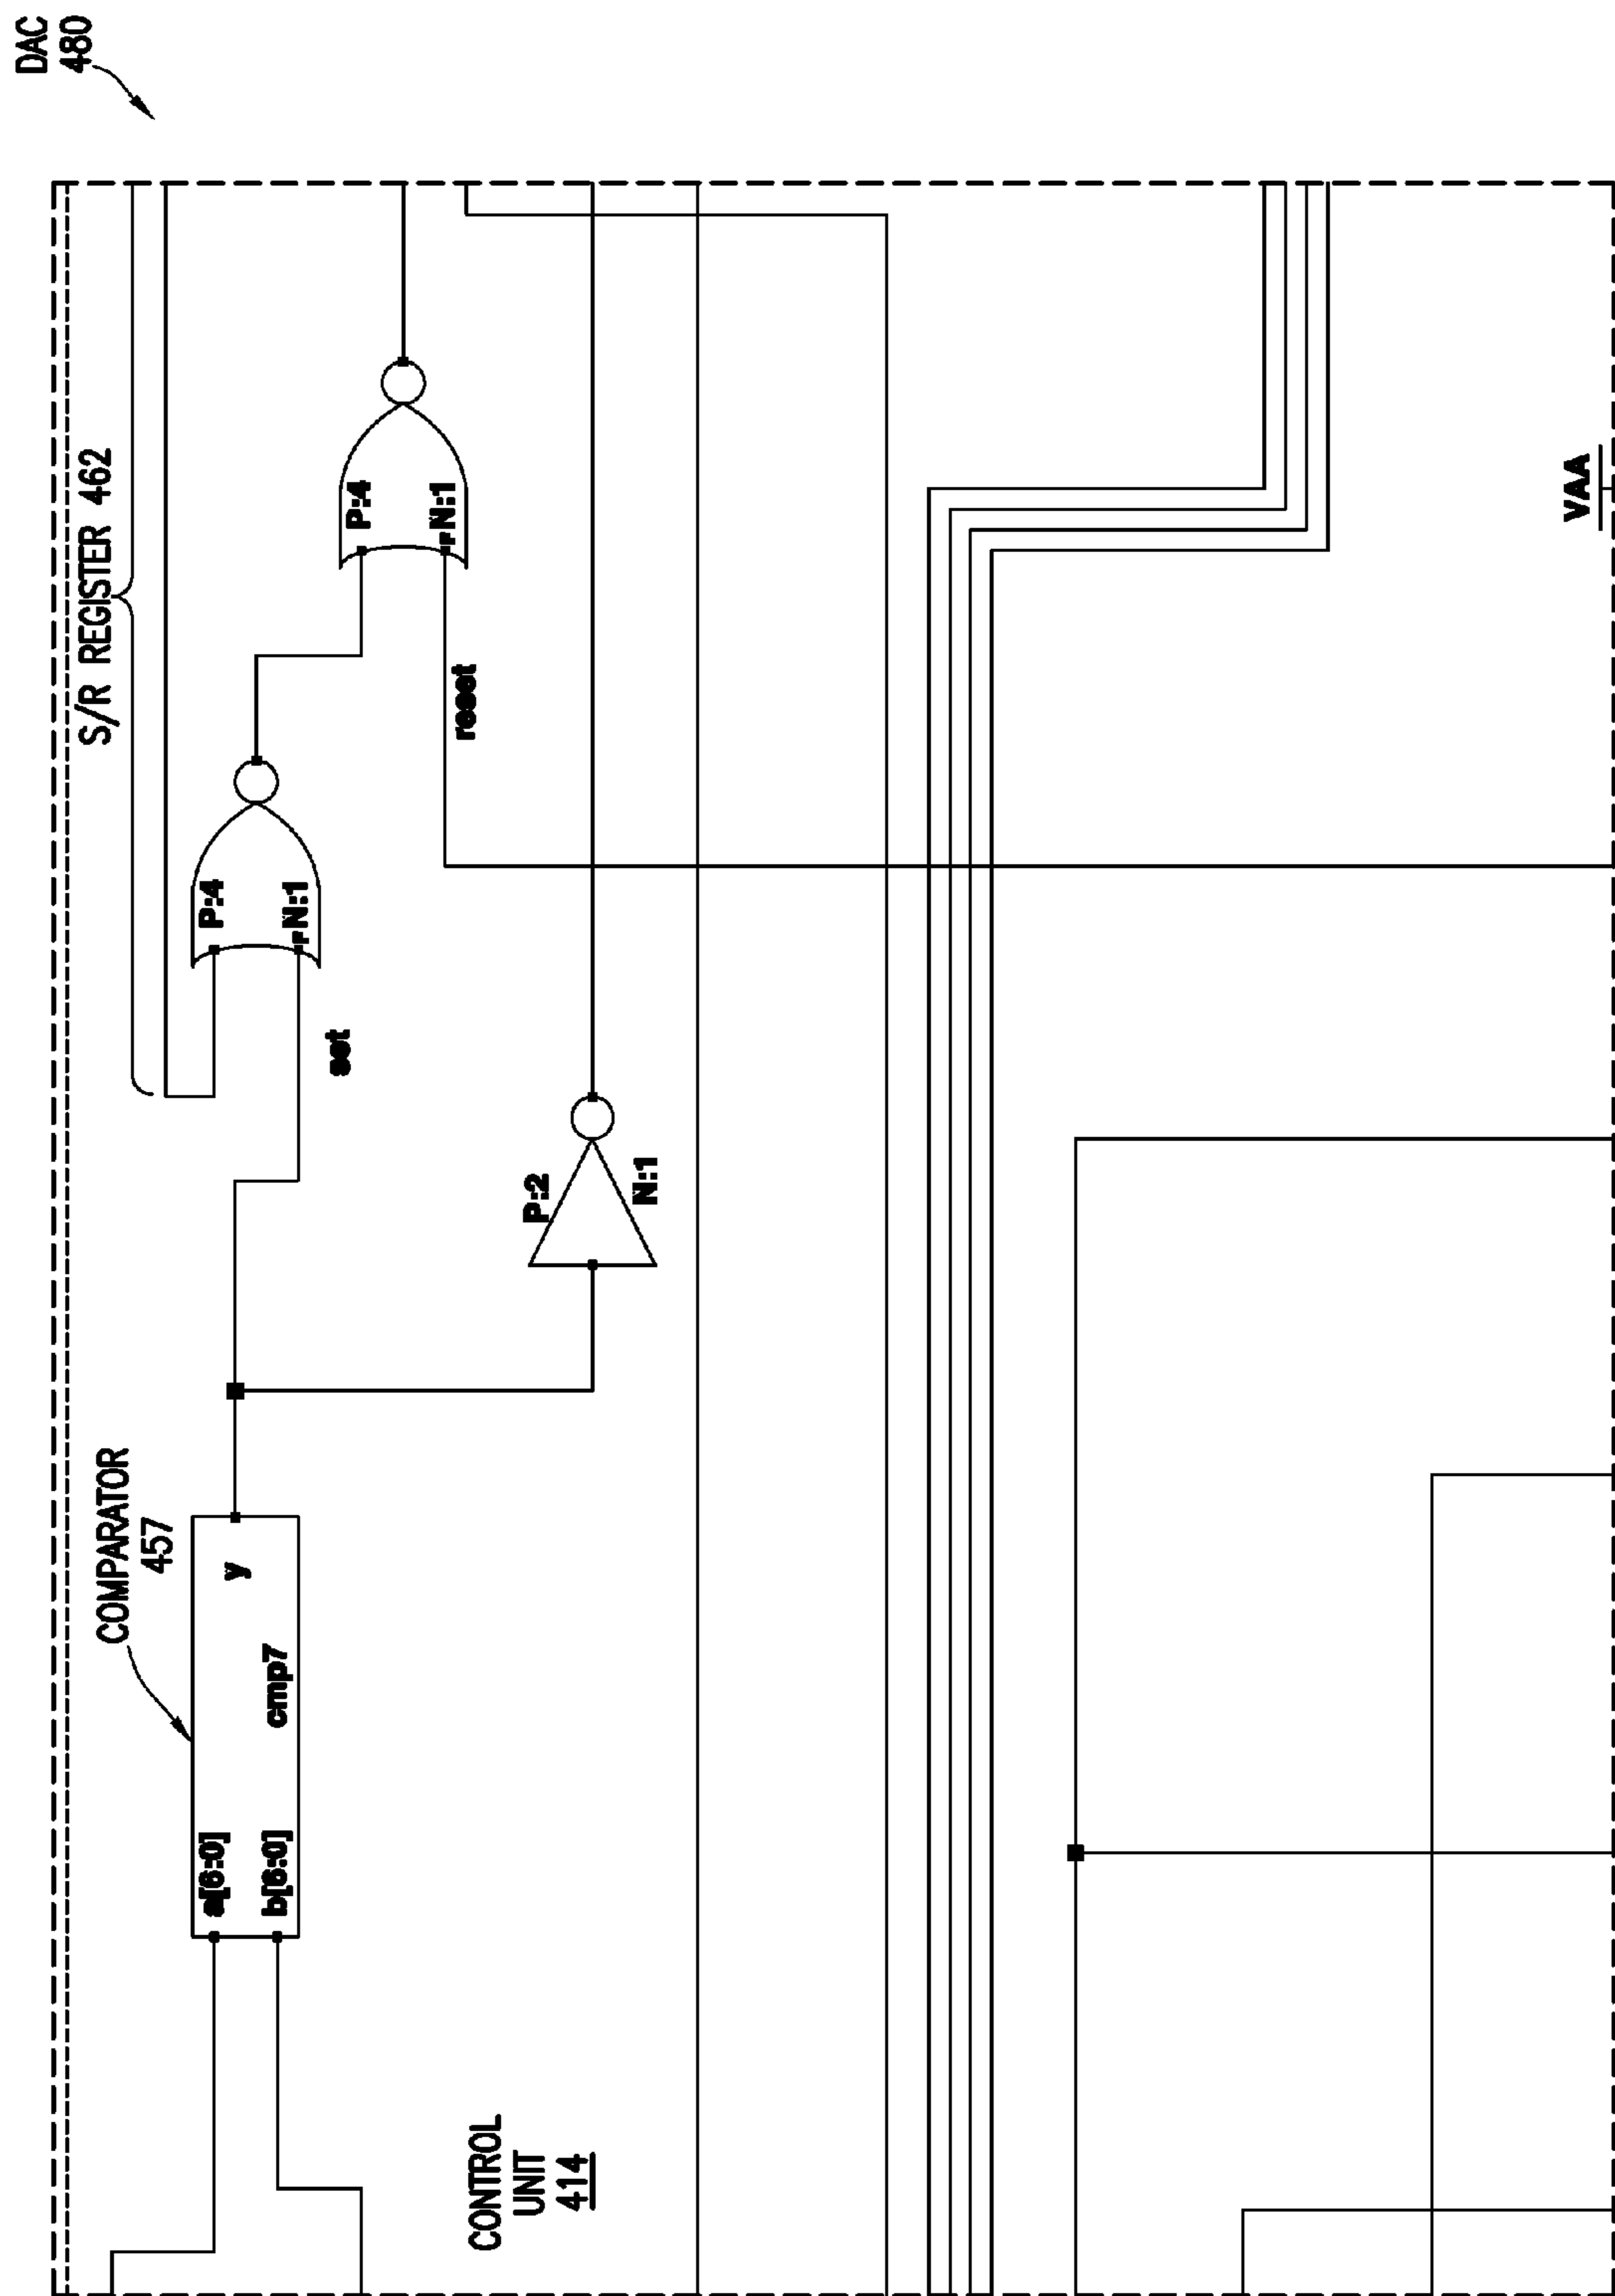 DAC
480
S/R REGISTER 462
COMPARATOR
457
a[6:0]
b[6:0]
y
cmp7
set
P:4
N:1
P:4
N:1
reset
P:2
N:1
CONTROL
UNIT
414
VAA